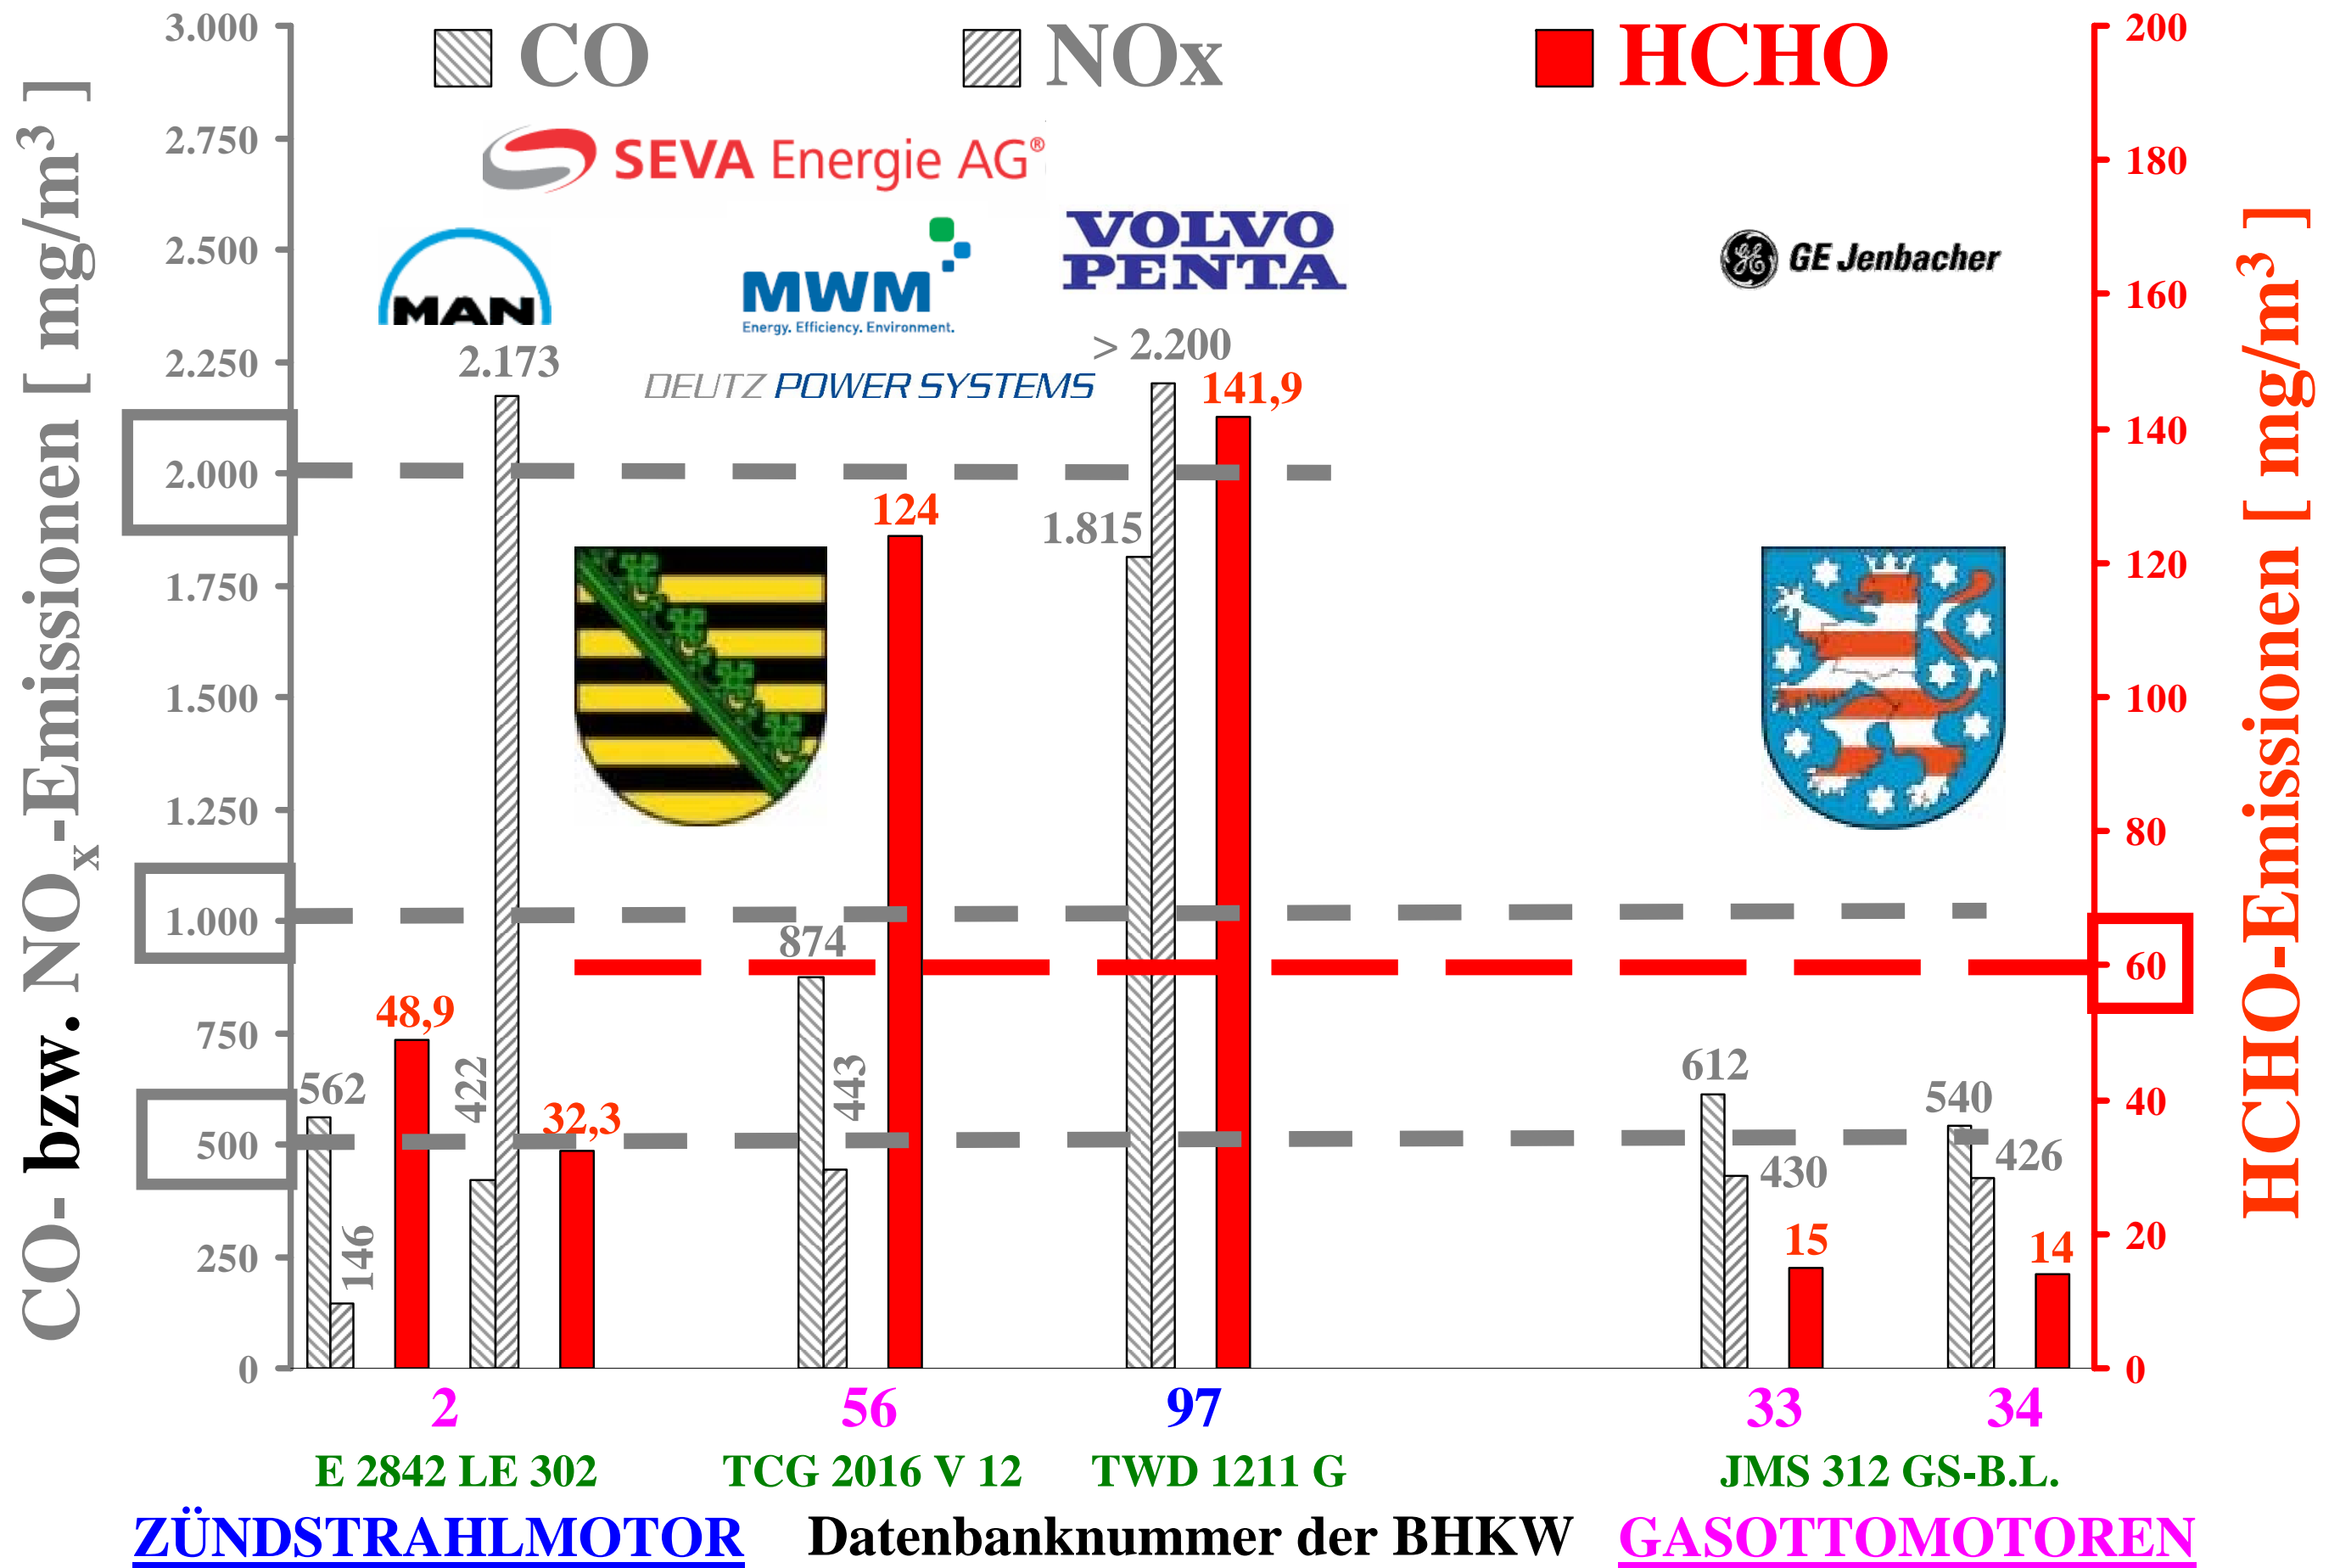 CO
NOx
HCHO
CO- bzw. NOx-Emissionen [ mg/m³ ]
3.000
2.750
2.500
2.250
2.000
1.750
1.500
1.250
1.000
750
500
250
0
SEVA Energie AG®
MAN
MWM
Energy. Efficiency. Environment.
VOLVO
PENTA
GE Jenbacher
DEUTZ POWER SYSTEMS
2.173
> 2.200
141,9
124
1.815
874
48,9
562
422
443
32,3
146
612
540
430
426
15
14
200
180
160
140
120
100
80
60
40
20
0
HCHO-Emissionen [ mg/m³ ]
2
56
97
33
34
E 2842 LE 302
TCG 2016 V 12
TWD 1211 G
JMS 312 GS-B.L.
ZÜNDSTRAHLMOTOR
Datenbanknummer der BHKW
GASOTTOMOTOREN